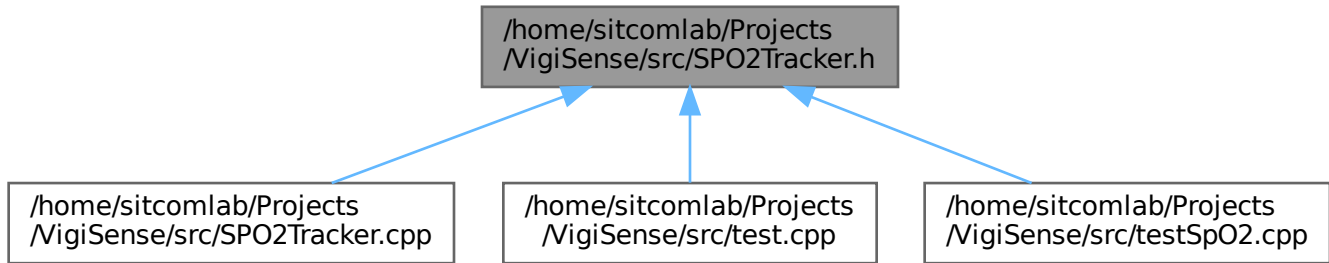 /home/sitcomlab/Projects
/VigiSense/src/SPO2Tracker.h
/home/sitcomlab/Projects
/VigiSense/src/SPO2Tracker.cpp
/home/sitcomlab/Projects
/VigiSense/src/test.cpp
/home/sitcomlab/Projects
/VigiSense/src/testSpO2.cpp